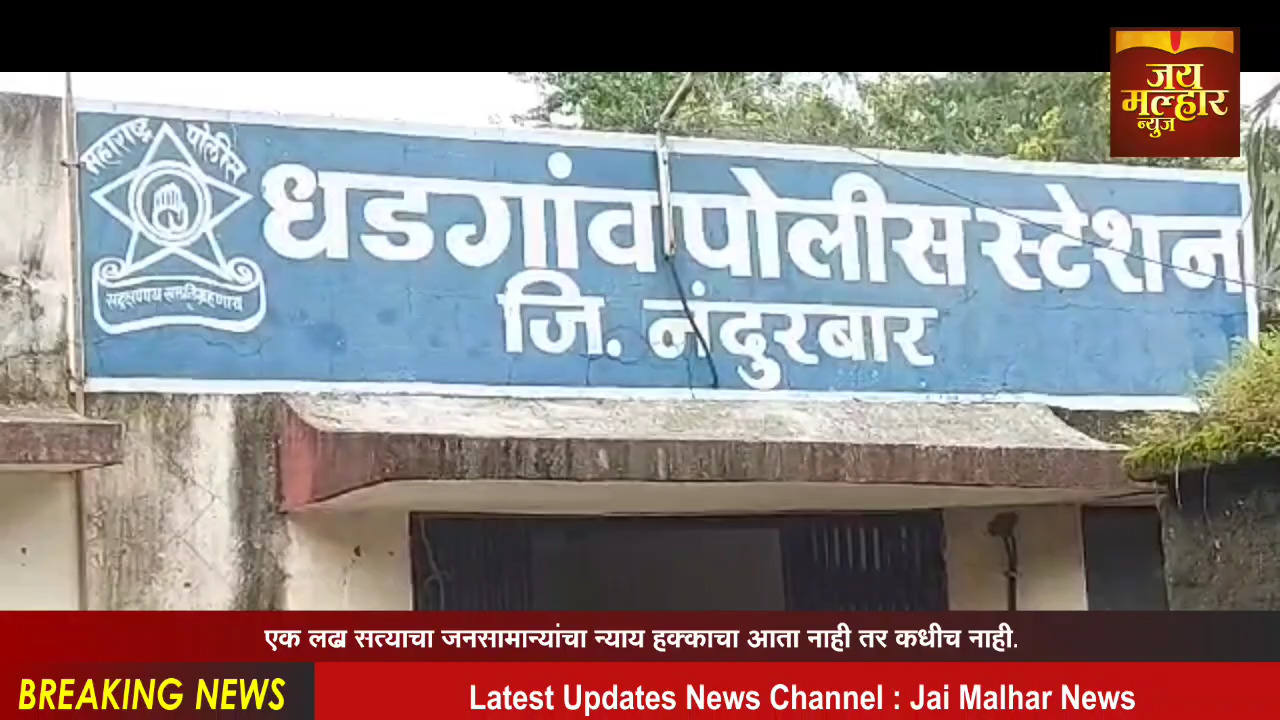 जय
मल्हार
न्युज
महाराष्ट्र पोलीस
धडगांव पोलीस स्टेशन
जि. नंदुरबार
एक लढा सत्याचा जनसामान्यांचा न्याय हक्काचा आता नाही तर कधीच नाही.
BREAKING NEWS
Latest Updates News Channel : Jai Malhar News